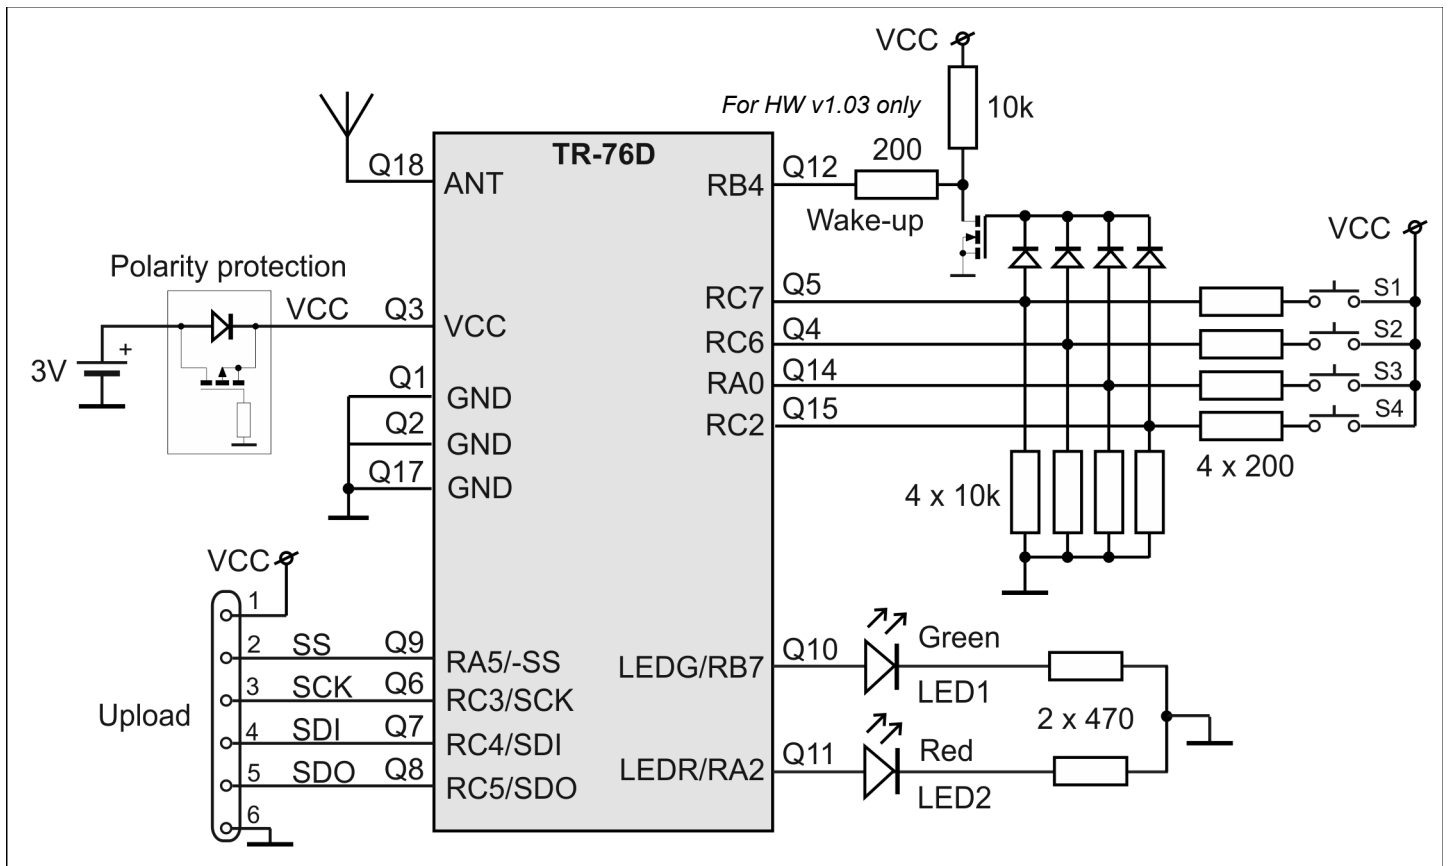 VCC
For HW v1.03 only
10k
TR-76D
200
Q18
ANT
Q12
RB4
Wake-up
VCC
Polarity protection
VCC
Q3
VCC
3V
+
Q1
GND
Q2
GND
Q17
GND
Q5
RC7
S1
Q4
RC6
S2
Q14
RA0
S3
Q15
RC2
S4
4 x 200
4 x 10k
VCC
1
2
SS
Q9
RA5/-SS
3
SCK
Q6
RC3/SCK
Upload
4
SDI
Q7
RC4/SDI
5
SDO
Q8
RC5/SDO
6
Q10
LEDG/RB7
Green
LED1
2 x 470
Q11
LEDR/RA2
Red
LED2